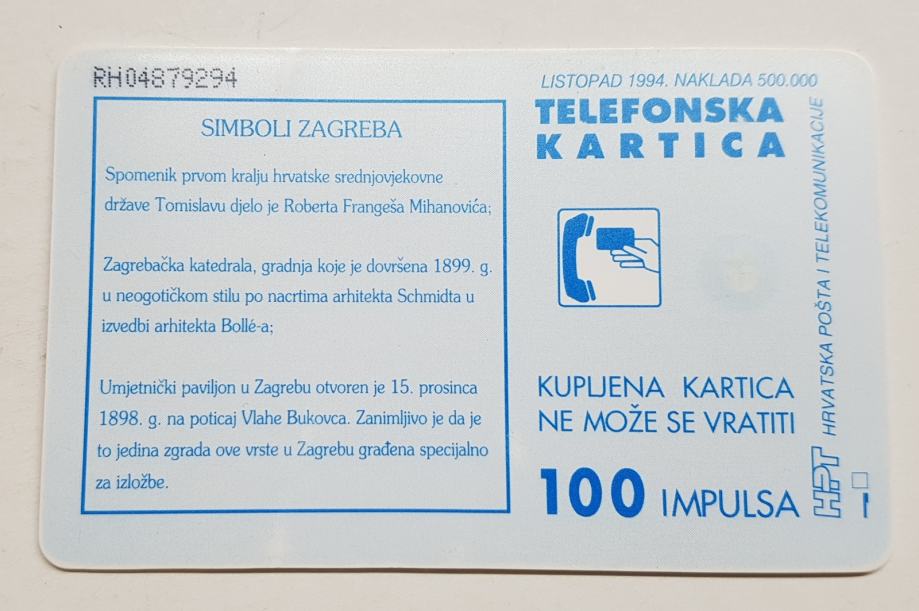 RH04879294
SIMBOLI ZAGREBA
Spomenik prvom kralju hrvatske srednjovjekovne
države Tomislavu djelo je Roberta Frangeša Mihanovića;
Zagrebačka katedrala, gradnja koje je dovršena 1899. g.
u neogotičkom stilu po nacrtima arhitekta Schmidta u
izvedbi arhitekta Bollé-a;
Umjetnički paviljon u Zagrebu otvoren je 15. prosinca
1898. g. na poticaj Vlahe Bukovca. Zanimljivo je da je
to jedina zgrada ove vrste u Zagrebu građena specijalno
za izložbe.
LISTOPAD 1994. NAKLADA 500.000
TELEFONSKA
KARTICA
KUPLJENA KARTICA
NE MOŽE SE VRATITI
100 IMPULSA
HPT HRVATSKA POŠTA I TELEKOMUNIKACIJE